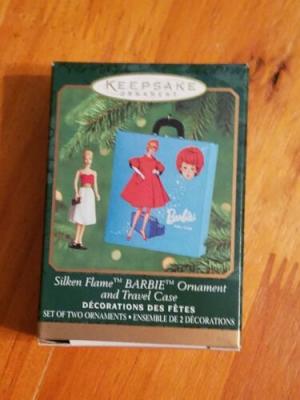 KEEPSAKE
ORNAMENT
Barbie
Silken Flame™ BARBIE™ Ornament
and Travel Case
DÉCORATIONS DES FÊTES
SET OF TWO ORNAMENTS • ENSEMBLE DE 2 DÉCORATIONS